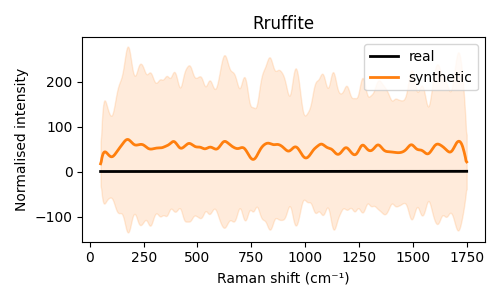 Rruffite
real
synthetic
Normalised intensity
200
100
0
−100
0
250
500
750
1000
1250
1500
1750
Raman shift (cm⁻¹)